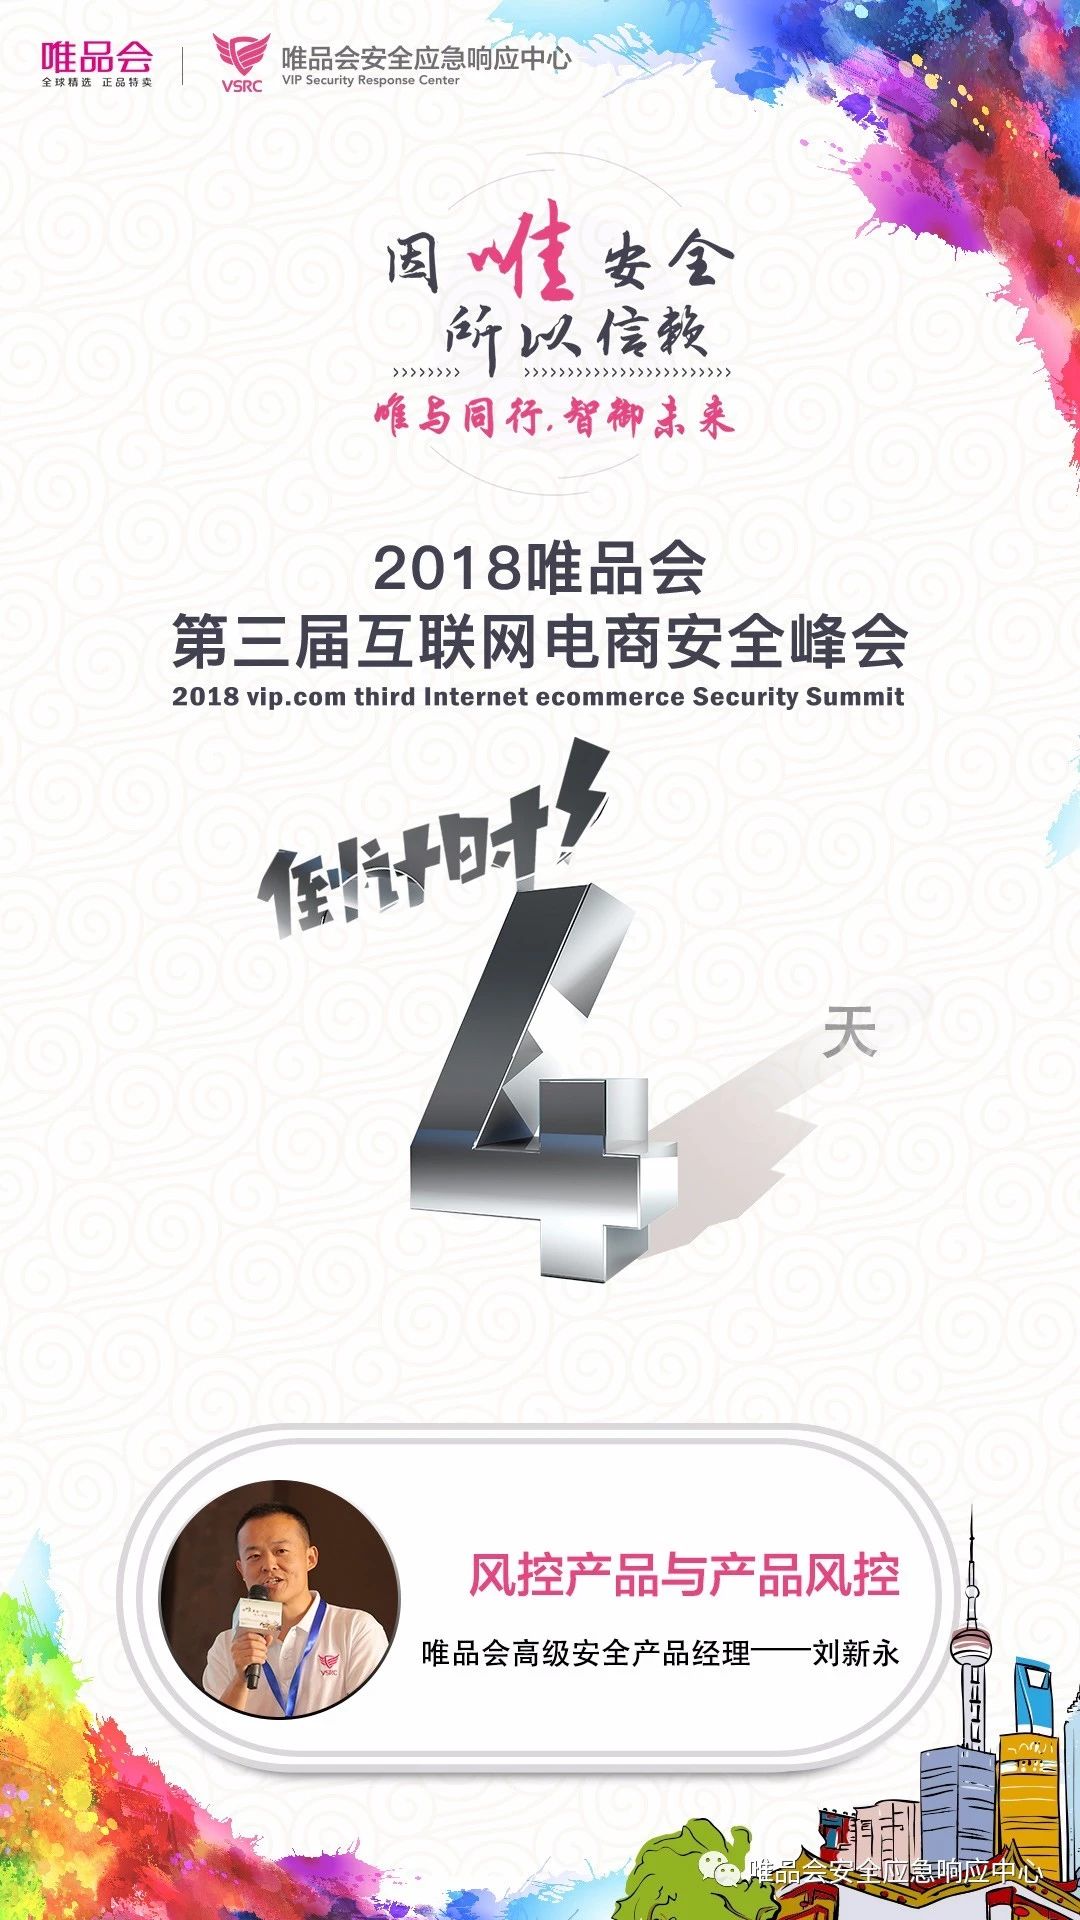 唯品会
全球精选 正品特卖
VSRC
唯品会安全应急响应中心
VIP Security Response Center
因唯安全
所以信赖
唯与同行,智御未来
2018唯品会
第三届互联网电商安全峰会
2018 vip.com third Internet ecommerce Security Summit
倒计时
4
天
风控产品与产品风控
唯品会高级安全产品经理——刘新永
VSRC
唯品会安全应急响应中心